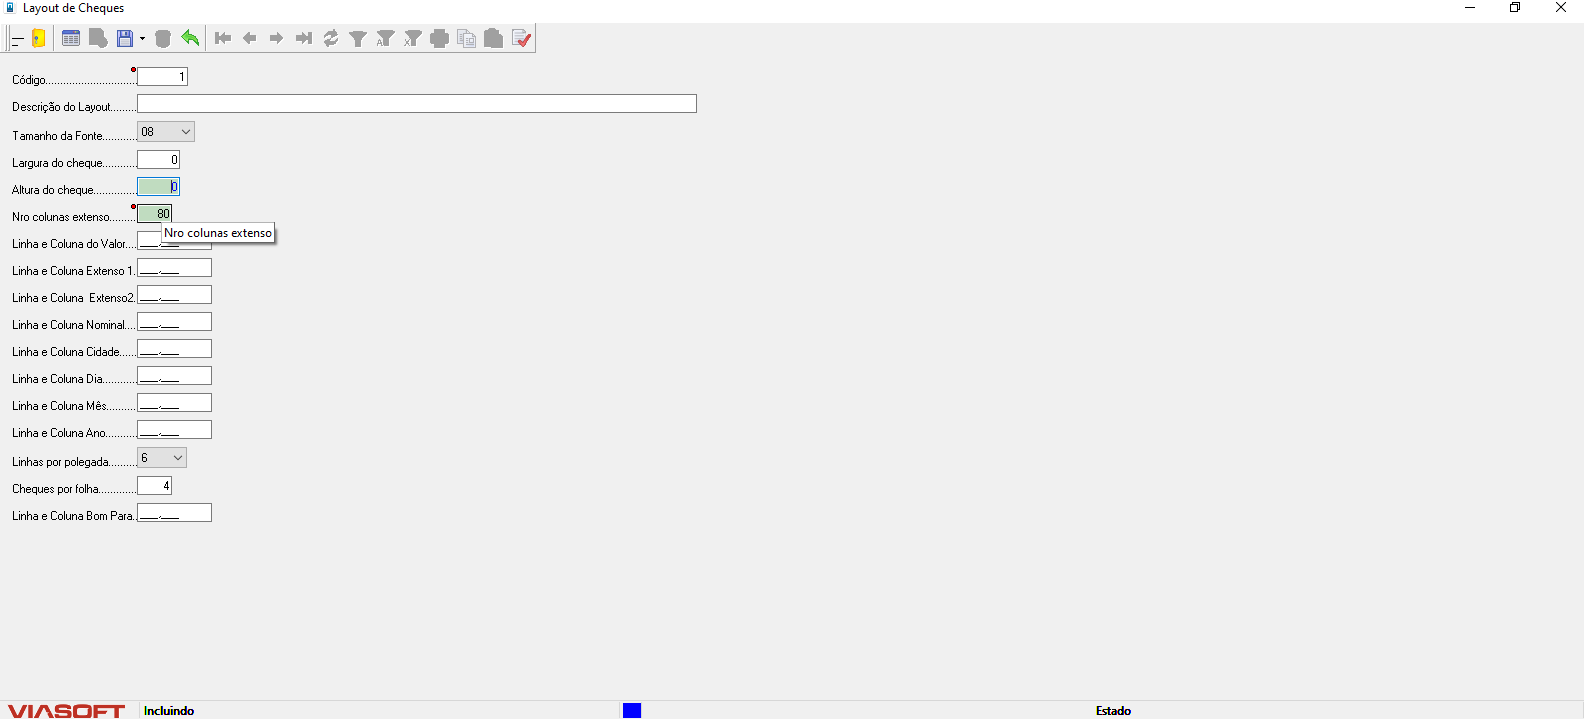 Layout de Cheques
Código............................... 1
Descrição do Layout.........
Tamanho da Fonte............ 08
Largura do cheque............ 0
Altura do cheque............... 0
Nro colunas extenso......... 80
Nro colunas extenso
Linha e Coluna do Valor.... ___,___
Linha e Coluna Extenso 1. ___,___
Linha e Coluna  Extenso2. ___,___
Linha e Coluna Nominal.... ___,___
Linha e Coluna Cidade...... ___,___
Linha e Coluna Dia............ ___,___
Linha e Coluna Mês.......... ___,___
Linha e Coluna Ano........... ___,___
Linhas por polegada.......... 6
Cheques por folha............. 4
Linha e Coluna Bom Para.. ___,___
VIASOFT Incluindo Estado